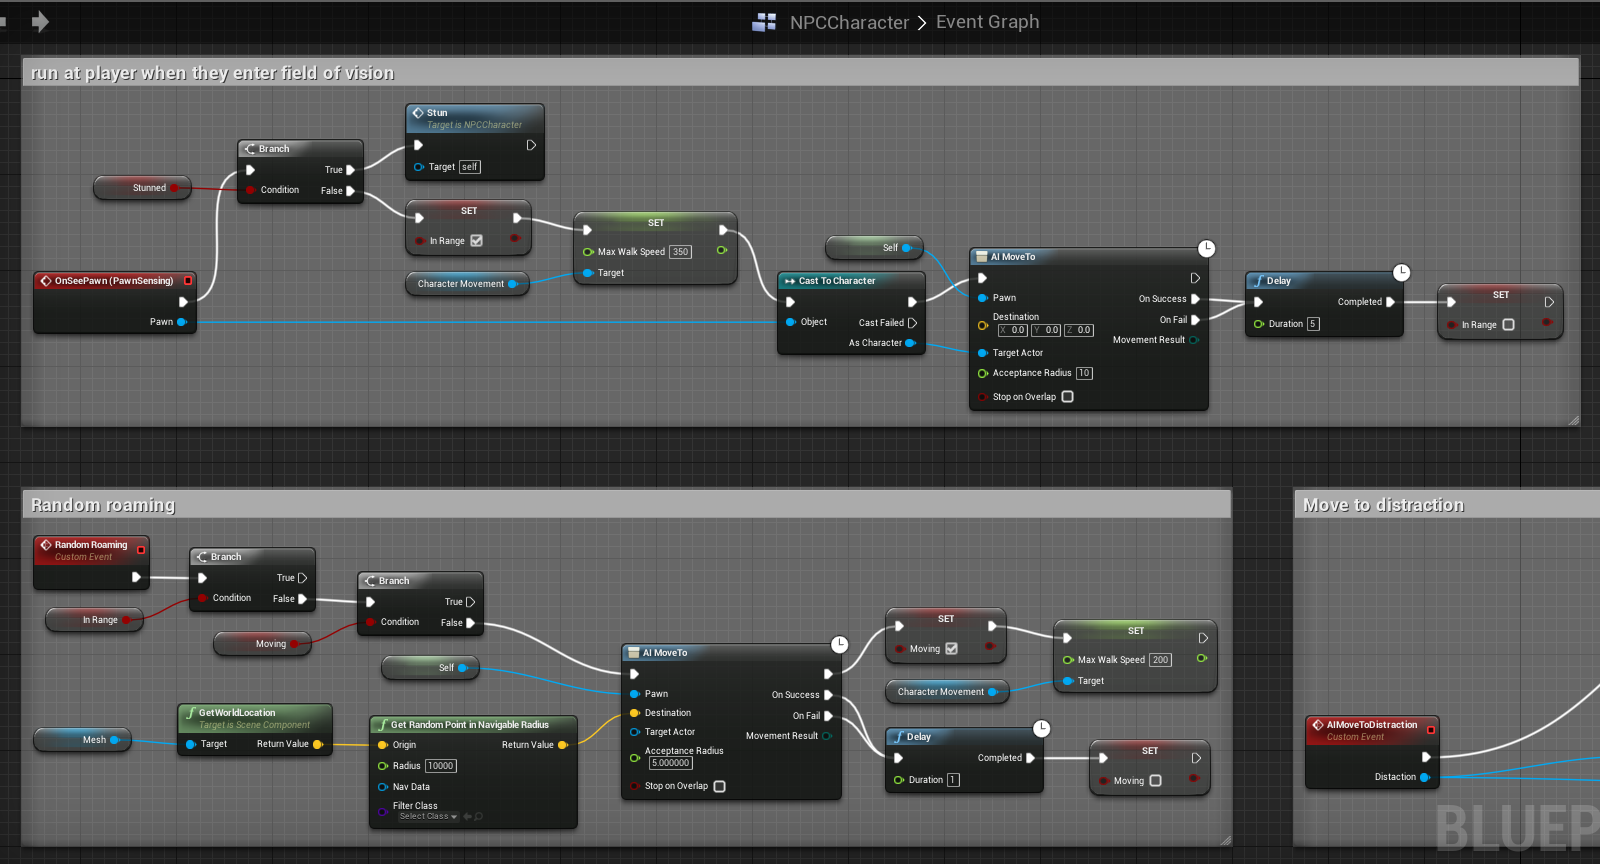 NPCCharacter > Event Graph
run at player when they enter field of vision
Stun
Target is NPCCharacter
Target self
Branch
True
Condition
False
Stunned
SET
In Range
SET
Max Walk Speed 350
Target
Character Movement
OnSeePawn (PawnSensing)
Pawn
Self
Cast To Character
Object
Cast Failed
As Character
AI MoveTo
Pawn
On Success
Destination
X 0.0 Y 0.0 Z 0.0
On Fail
Movement Result
Target Actor
Acceptance Radius 10
Stop on Overlap
Delay
Completed
Duration 5
SET
In Range
Random roaming
Random Roaming
Custom Event
In Range
Branch
True
Condition
False
Moving
Branch
True
Condition
False
Self
Mesh
GetWorldLocation
Target is Scene Component
Target
Return Value
Get Random Point in Navigable Radius
Origin
Return Value
Radius 10000
Nav Data
Filter Class
Select Class
AI MoveTo
Pawn
On Success
Destination
On Fail
Target Actor
Movement Result
Acceptance Radius
5.000000
Stop on Overlap
SET
Moving
Character Movement
SET
Max Walk Speed 200
Target
Delay
Completed
Duration 1
SET
Moving
Move to distraction
AIMoveToDistraction
Custom Event
Distaction
BLUEP